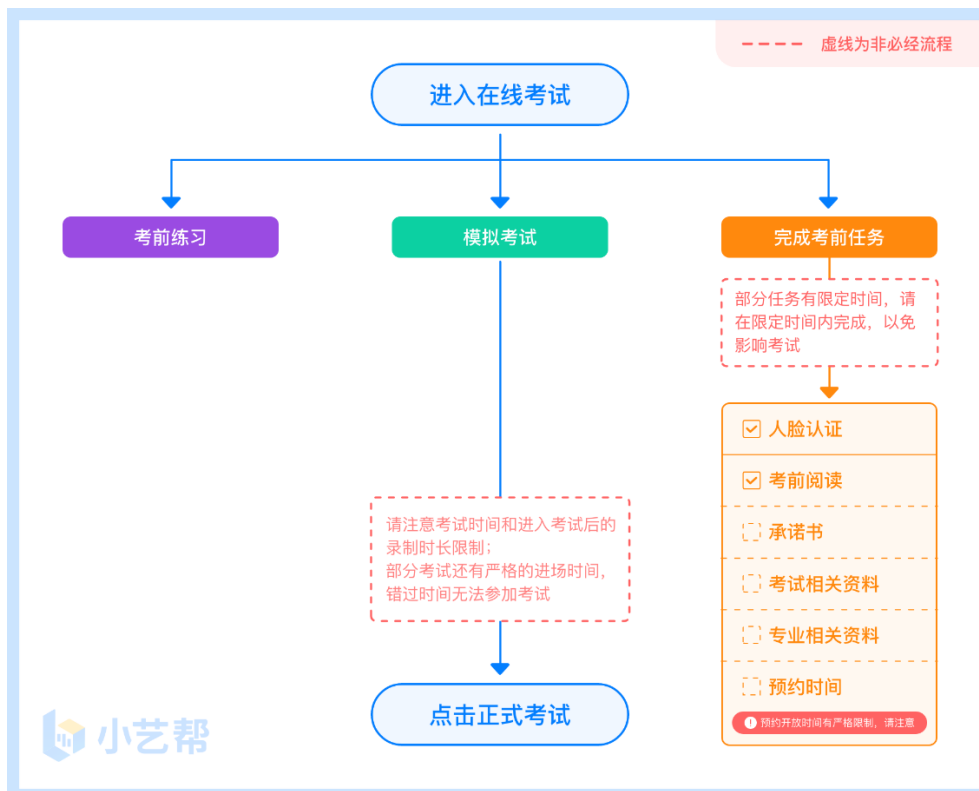 虚线为非必经流程
进入在线考试
考前练习
模拟考试
完成考前任务
部分任务有限定时间，请
在限定时间内完成，以免
影响考试
人脸认证
考前阅读
承诺书
考试相关资料
专业相关资料
预约时间
预约开放时间有严格限制，请注意
请注意考试时间和进入考试后的
录制时长限制；
部分考试还有严格的进场时间，
错过时间无法参加考试
点击正式考试
小艺帮